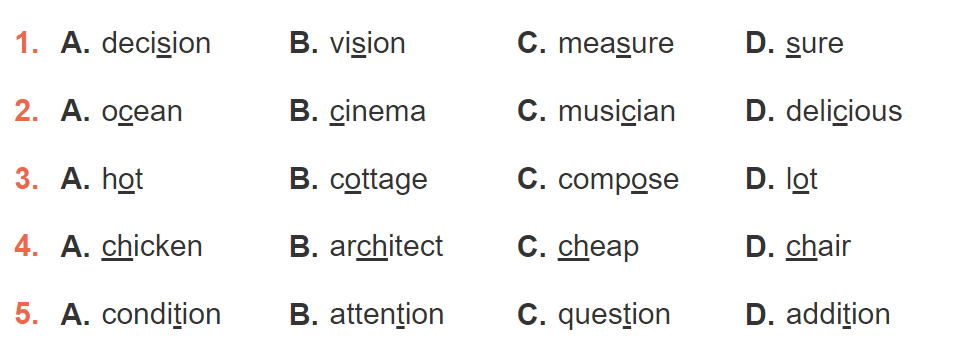 1. A. decision B. vision C. measure D. sure
2. A. ocean B. cinema C. musician D. delicious
3. A. hot B. cottage C. compose D. lot
4. A. chicken B. architect C. cheap D. chair
5. A. condition B. attention C. question D. addition